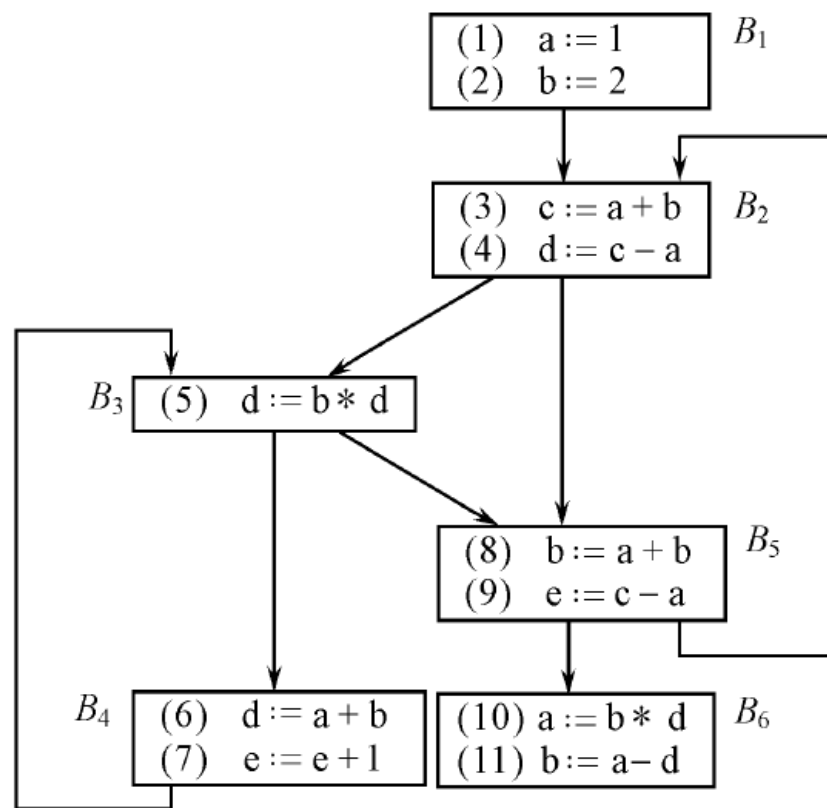 (1) a := 1
(2) b := 2
B1
(3) c := a + b
(4) d := c – a
B2
B3
(5) d := b * d
(8) b := a + b
(9) e := c – a
B5
B4
(6) d := a + b
(7) e := e + 1
(10) a := b * d
(11) b := a – d
B6